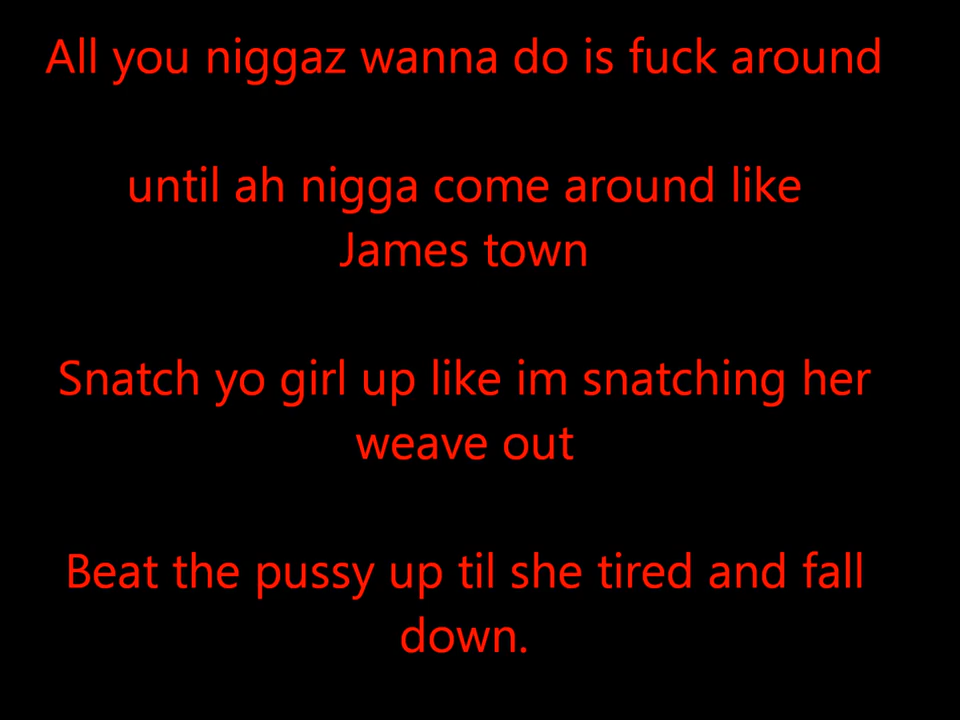 All you niggaz wanna do is fuck around
until ah nigga come around like
James town
Snatch yo girl up like im snatching her
weave out
Beat the pussy up til she tired and fall
down.